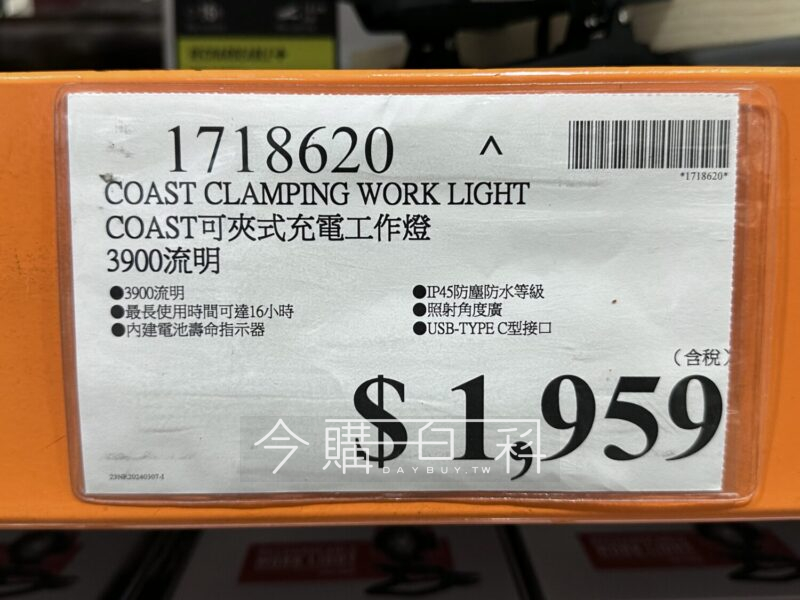 1718620 ^
*1718620*
COAST CLAMPING WORK LIGHT
COAST可夾式充電工作燈
3900流明
●3900流明
●最長使用時間可達16小時
●內建電池壽命指示器
●IP45防塵防水等級
●照射角度廣
●USB-TYPE C型接口
(含稅)
$ 1,959
今購百科
DAYBUY.TW